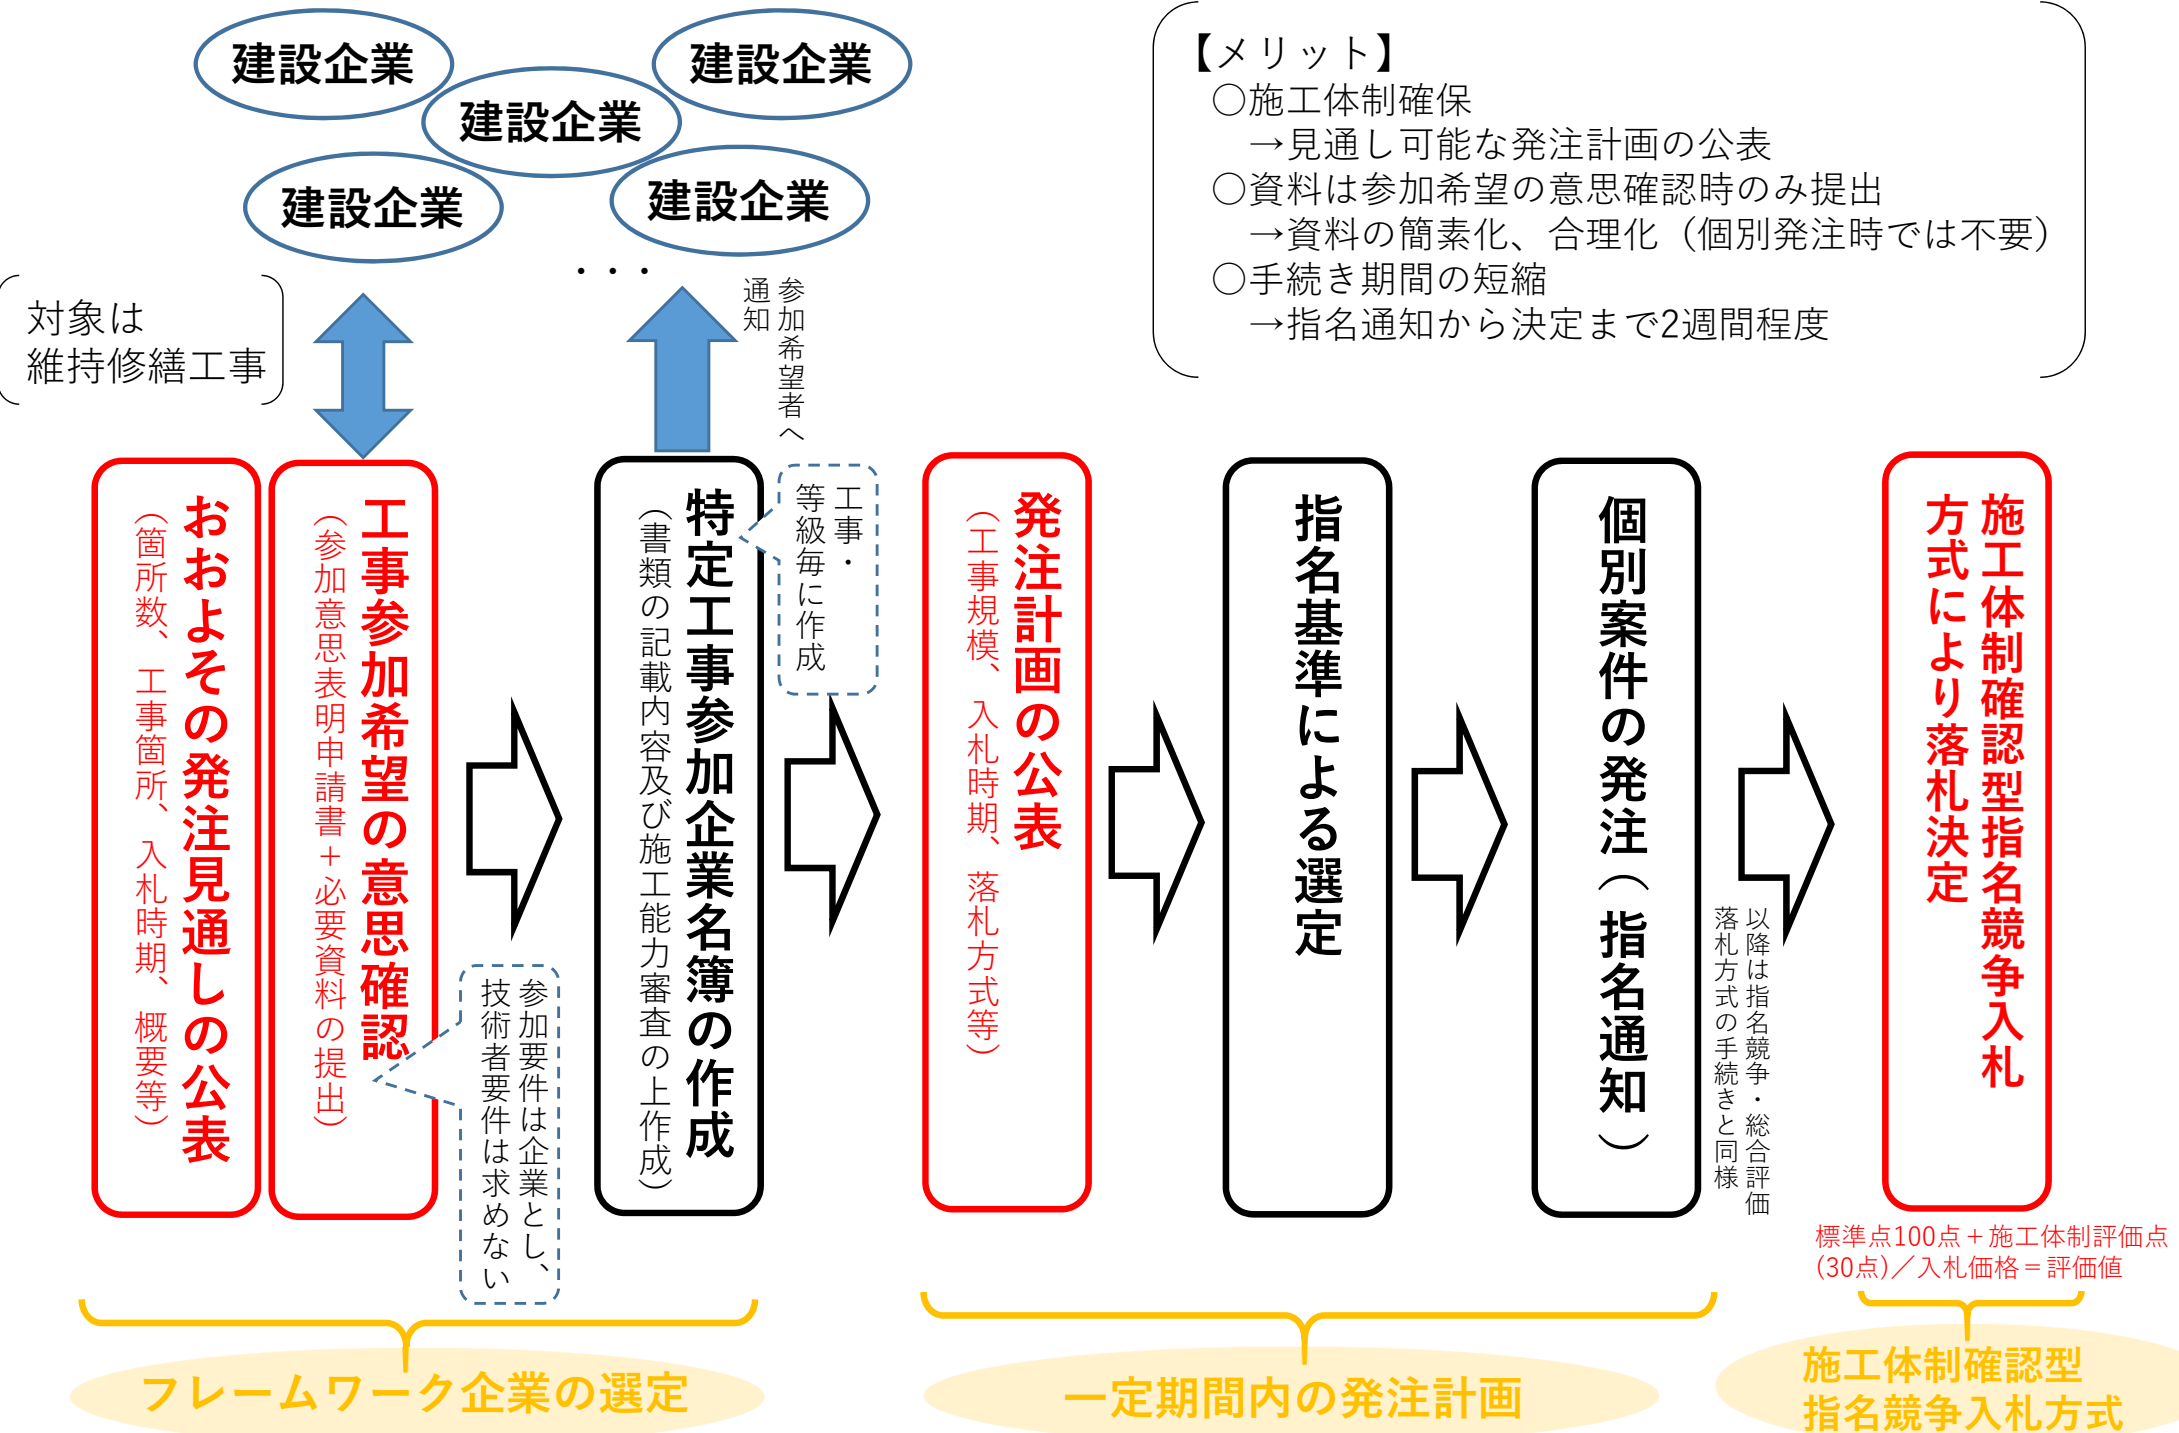 建設企業
建設企業
建設企業
建設企業
建設企業
・・・
【メリット】
○施工体制確保
→見通し可能な発注計画の公表
○資料は参加希望の意思確認時のみ提出
→資料の簡素化、合理化（個別発注時では不要）
○手続き期間の短縮
→指名通知から決定まで2週間程度
対象は
維持修繕工事
参加希望者へ
通知
おおよその発注見通しの公表
（箇所数、工事箇所、入札時期、概要等）
工事参加希望の意思確認
（参加意思表明申請書＋必要資料の提出）
参加要件は企業とし、
技術者要件は求めない
特定工事参加企業名簿の作成
（書類の記載内容及び施工能力審査の上作成）
工事・
等級毎に作成
発注計画の公表
（工事規模、入札時期、落札方式等）
指名基準による選定
個別案件の発注（指名通知）
以降は指名競争・総合評価
落札方式の手続きと同様
施工体制確認型指名競争入札
方式により落札決定
標準点100点＋施工体制評価点
(30点)／入札価格＝評価値
フレームワーク企業の選定
一定期間内の発注計画
施工体制確認型
指名競争入札方式